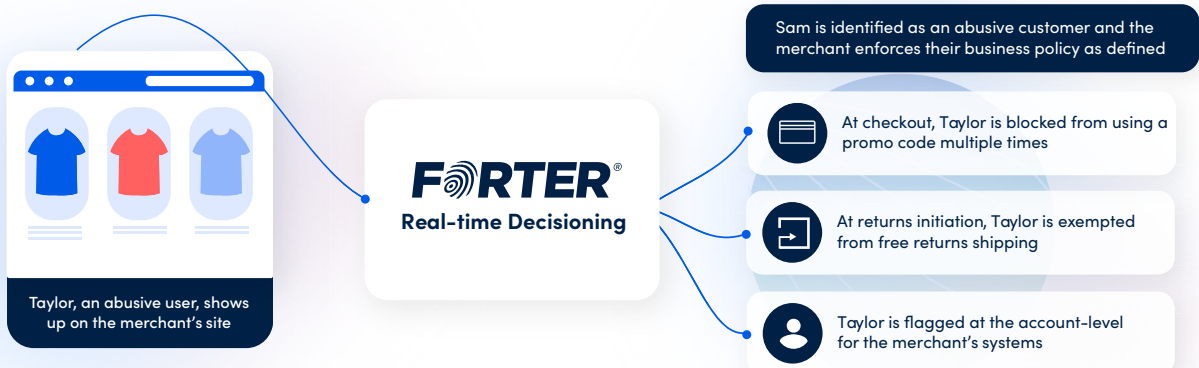 Taylor, an abusive user, shows
up on the merchant's site
FORTER®
Real-time Decisioning
Sam is identified as an abusive customer and the
merchant enforces their business policy as defined
At checkout, Taylor is blocked from using a
promo code multiple times
At returns initiation, Taylor is exempted
from free returns shipping
Taylor is flagged at the account-level
for the merchant's systems